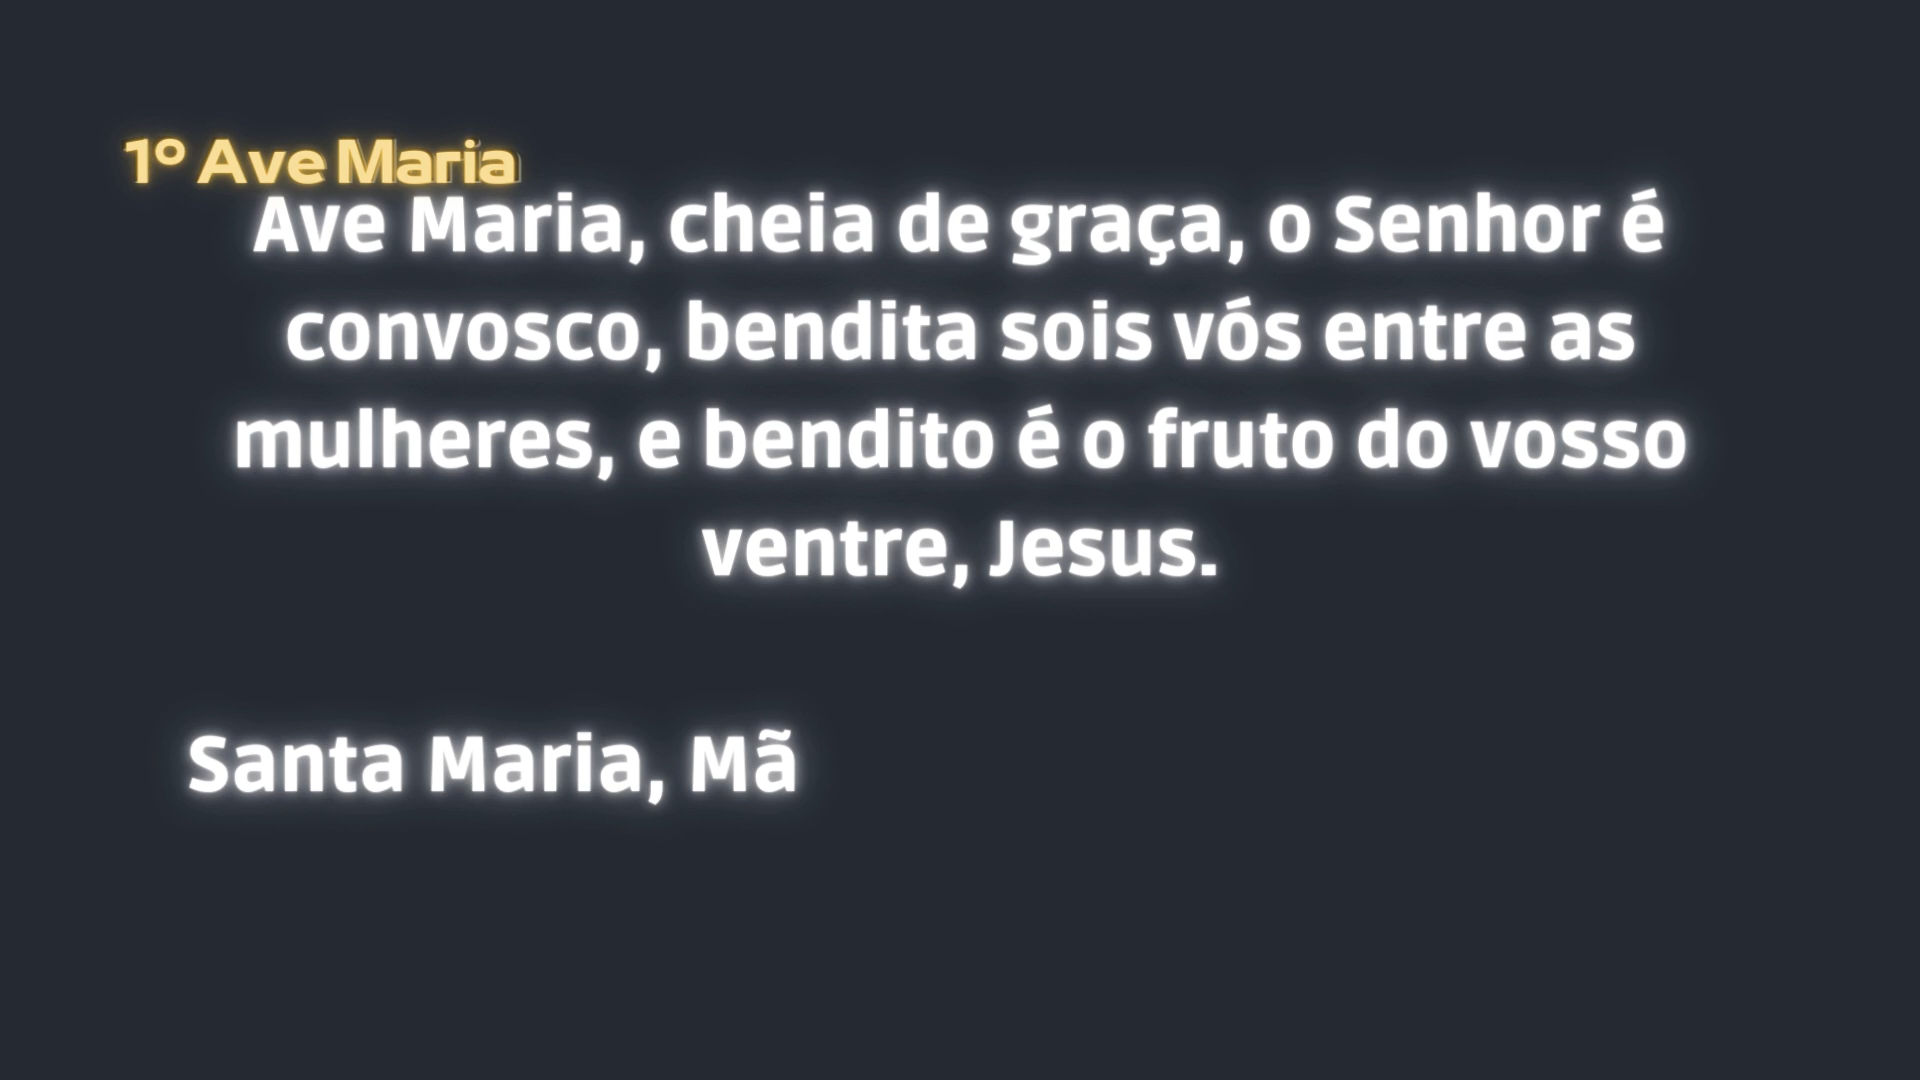 1º Ave Maria
Ave Maria, cheia de graça, o Senhor é
convosco, bendita sois vós entre as
mulheres, e bendito é o fruto do vosso
ventre, Jesus.
Santa Maria, Mã